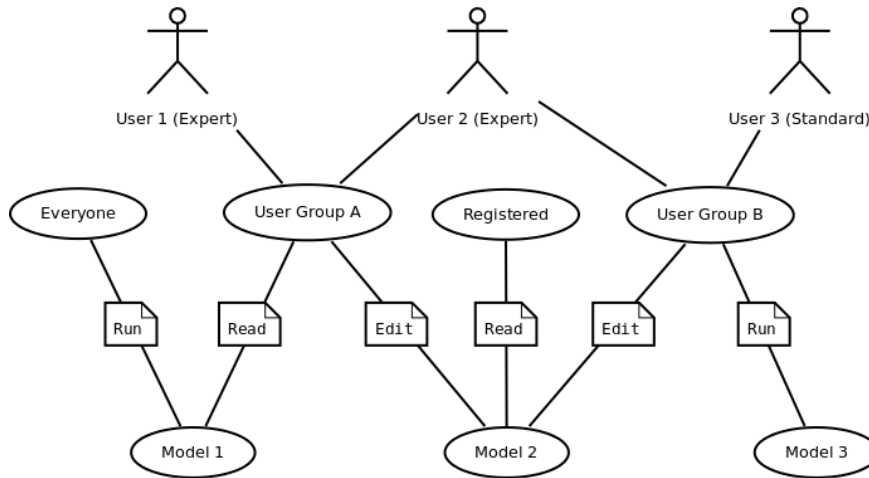 User 1 (Expert)
User 2 (Expert)
User 3 (Standard)
Everyone
User Group A
Registered
User Group B
Run
Read
Edit
Read
Edit
Run
Model 1
Model 2
Model 3